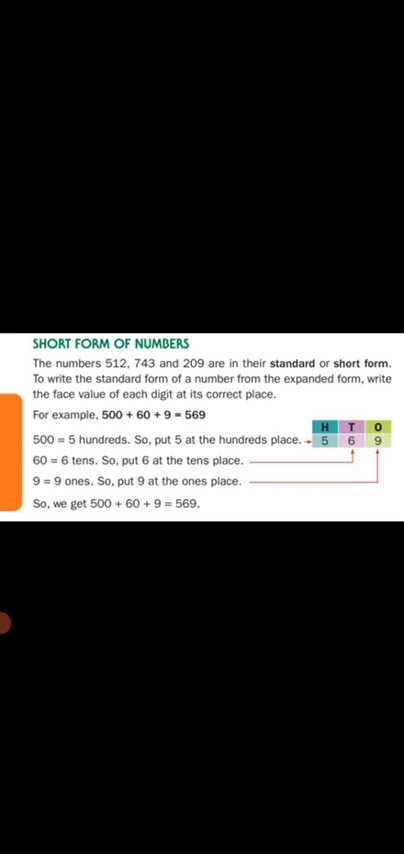 SHORT FORM OF NUMBERS
The numbers 512, 743 and 209 are in their standard or short form.
To write the standard form of a number from the expanded form, write
the face value of each digit at its correct place.
For example, 500 + 60 + 9 = 569
H T O
500 = 5 hundreds. So, put 5 at the hundreds place. 5 6 9
60 = 6 tens. So, put 6 at the tens place.
9 = 9 ones. So, put 9 at the ones place.
So, we get 500 + 60 + 9 = 569.